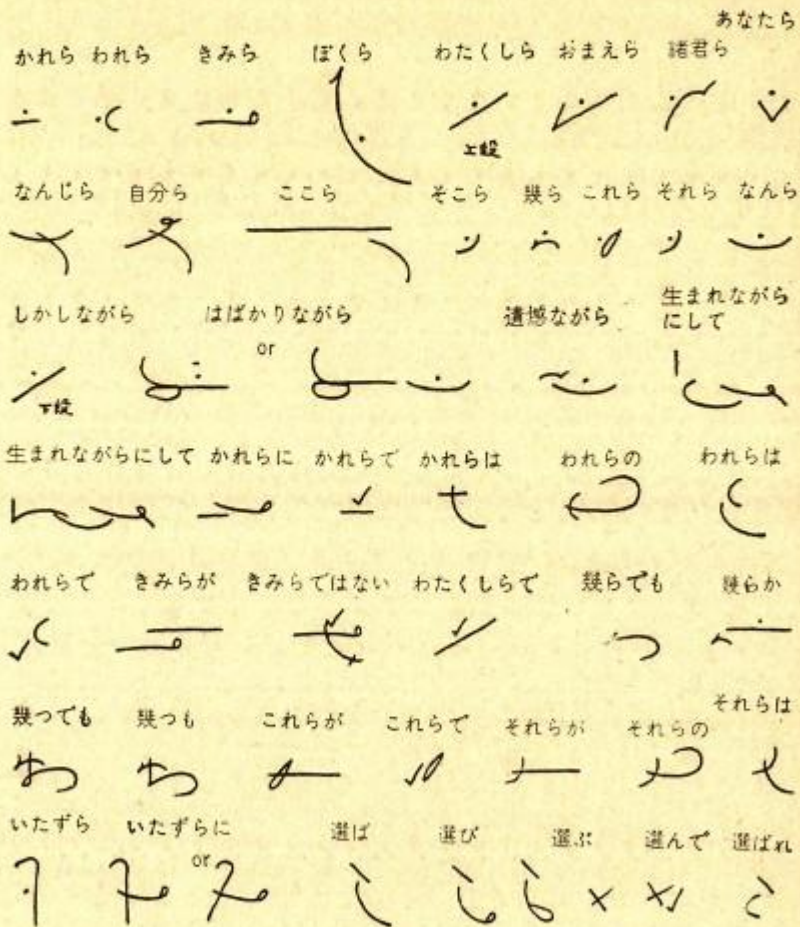 あなたら
かれら われら きみら ぼくら わたくしら おまえら 諸君ら
上段
なんじら 自分ら ここら そこら 幾ら これら それら なんら
しかしながら はばかりながら 遺憾ながら 生まれながらにして
or
下段
生まれながらにして かれらに かれらで かれらは われらの われらは
われらで きみらが きみらではない わたくしらで 幾らでも 幾らか
それらは
幾つでも 幾つも これらが これらで それらが それらの
いたずら いたずらに 選ば 選び 選ぶ 選んで 選ばれ
or